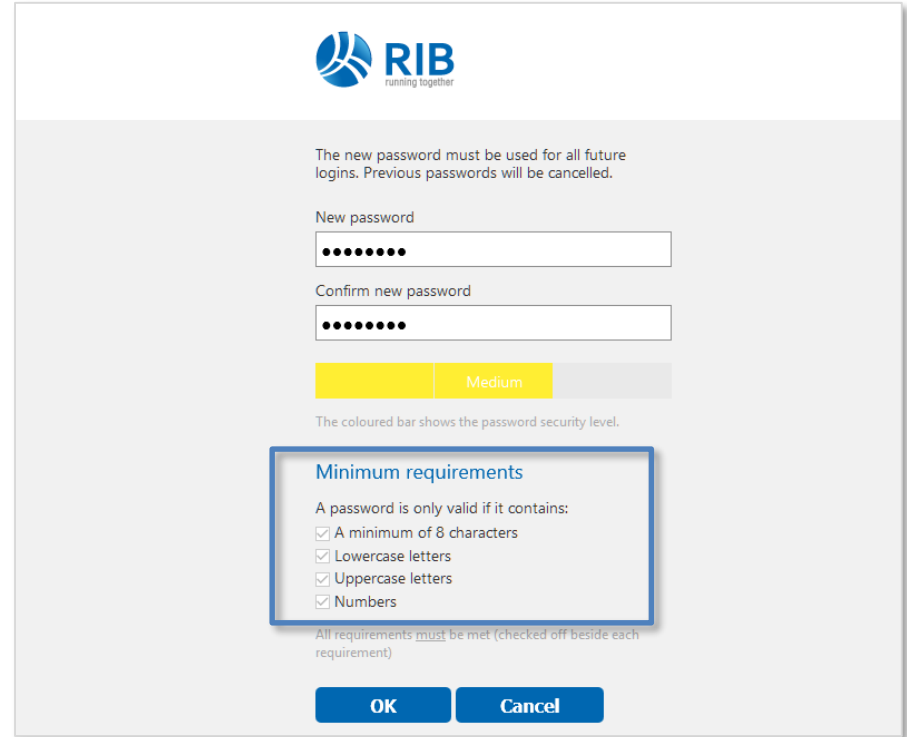 RIB
running together
The new password must be used for all future
logins. Previous passwords will be cancelled.
New password
●●●●●●●●
Confirm new password
●●●●●●●●
Medium
The coloured bar shows the password security level.
Minimum requirements
A password is only valid if it contains:
A minimum of 8 characters
Lowercase letters
Uppercase letters
Numbers
All requirements must be met (checked off beside each
requirement)
OK Cancel